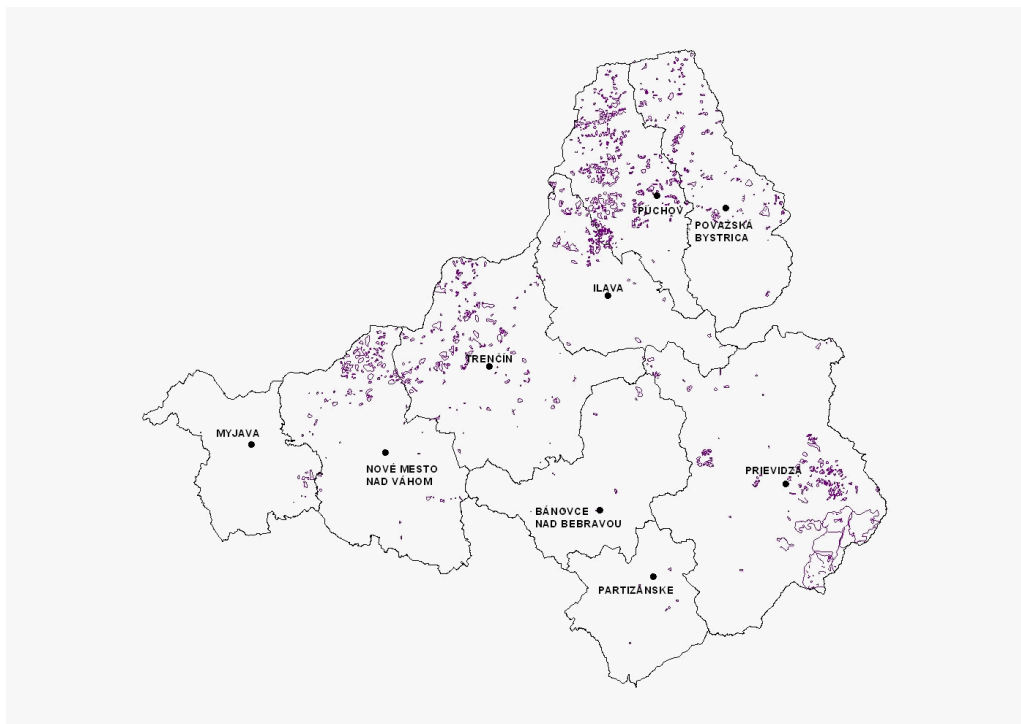 PÚCHOV
POVAŽSKÁ
BYSTRICA
ILAVA
TRENČÍN
MYJAVA
NOVÉ MESTO
NAD VÁHOM
PRIEVIDZA
BÁNOVCE
NAD BEBRAVOU
PARTIZÁNSKE